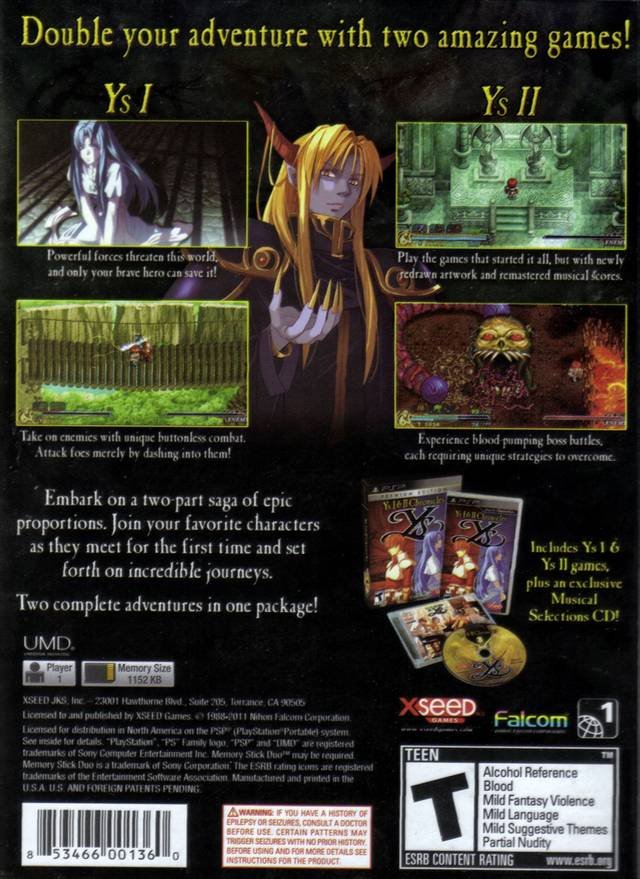 Double your adventure with two amazing games!
Ys I
Ys II
Powerful forces threaten this world,
and only your brave hero can save it!
Play the games that started it all, but with newly
redrawn artwork and remastered musical scores.
Take on enemies with unique buttonless combat.
Attack foes merely by dashing into them!
Experience blood-pumping boss battles,
each requiring unique strategies to overcome.
Embark on a two-part saga of epic
proportions. Join your favorite characters
as they meet for the first time and set
forth on incredible journeys.
Two complete adventures in one package!
PSP
PREMIUM EDITION
Ys I & II Chronicles
Ys
Ys I & II Chronicles
Ys
Includes Ys I &
Ys II games,
plus an exclusive
Musical
Selections CD!
UMD
Player
1
Memory Size
1152 KB
XSEED JKS, Inc. – 23001 Hawthorne Blvd., Suite 205, Torrance, CA 90505
Licensed to and published by XSEED Games. © 1988-2011 Nihon Falcom Corporation.
Licensed for distribution in North America on the PSP® (PlayStation®Portable) system.
See inside for details. "PlayStation", "PS" Family logo, "PSP" and "UMD" are registered
trademarks of Sony Computer Entertainment Inc. Memory Stick Duo™ may be required.
Memory Stick Duo is a trademark of Sony Corporation. The ESRB rating icons are registered
trademarks of the Entertainment Software Association. Manufactured and printed in the
U.S.A. U.S. AND FOREIGN PATENTS PENDING.
XSEED
GAMES
Falcom
1
TEEN
TM
T
Alcohol Reference
Blood
Mild Fantasy Violence
Mild Language
Mild Suggestive Themes
Partial Nudity
ESRB CONTENT RATING
www.esrb.org
8 53466 00136 0
WARNING: IF YOU HAVE A HISTORY OF
EPILEPSY OR SEIZURES, CONSULT A DOCTOR
BEFORE USE. CERTAIN PATTERNS MAY
TRIGGER SEIZURES WITH NO PRIOR HISTORY.
BEFORE USING AND FOR MORE DETAILS SEE
INSTRUCTIONS FOR THE PRODUCT.